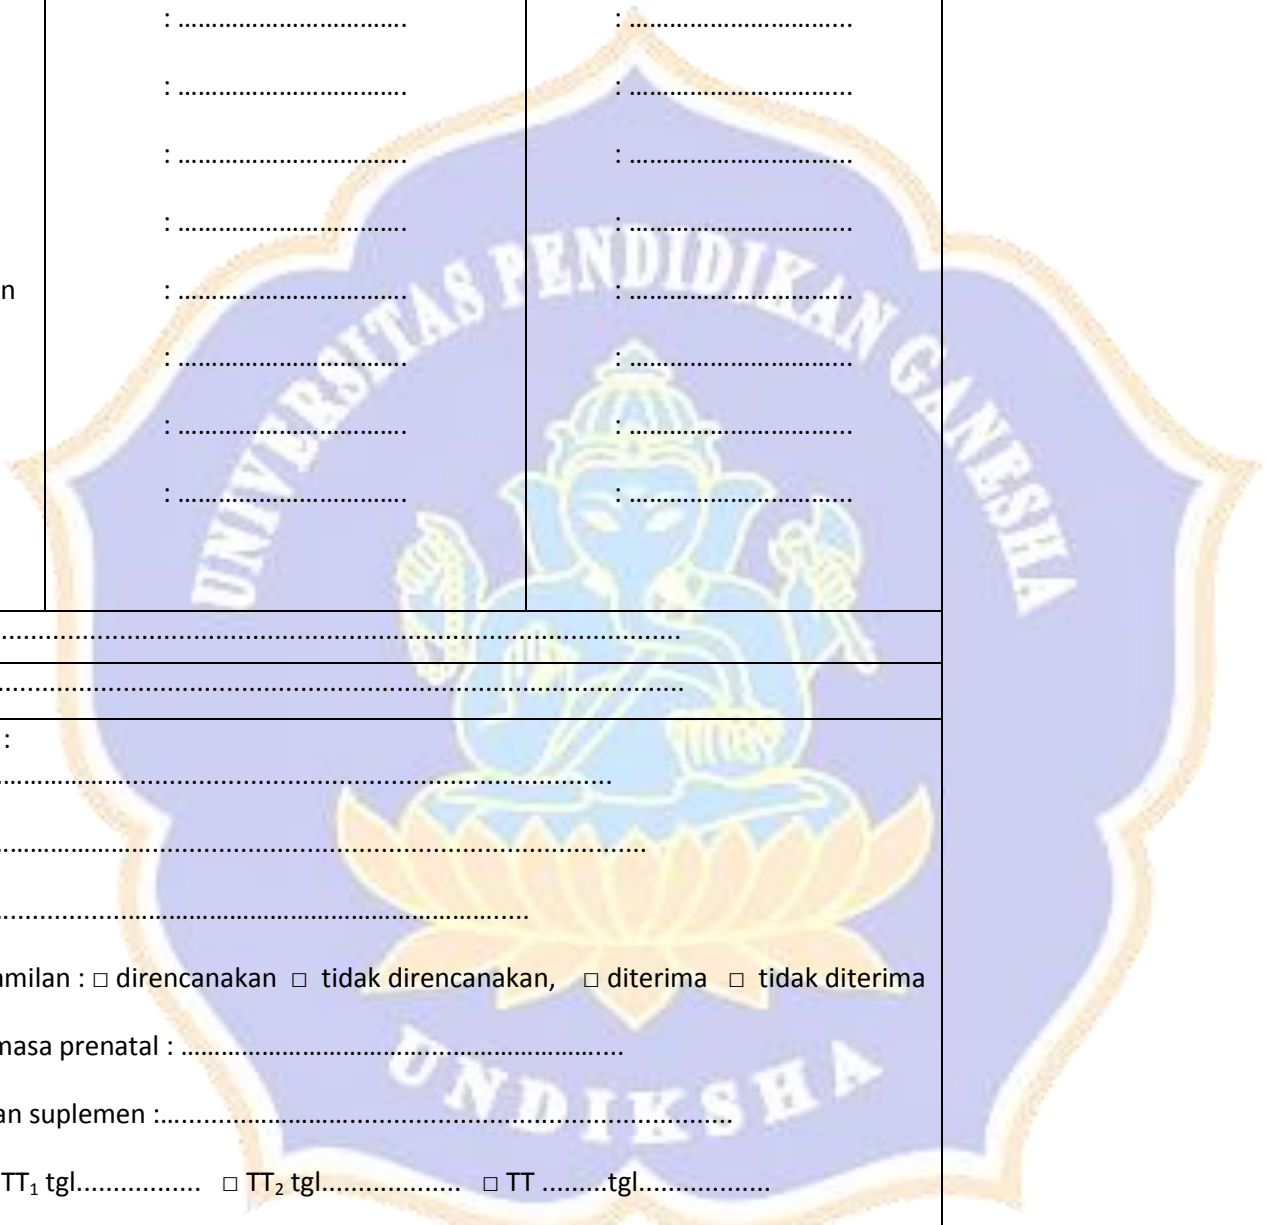 : ....................................... : .......................................
: ....................................... : .......................................
: ....................................... : .......................................
: ....................................... : .......................................
n : ....................................... : .......................................
: ....................................... : .......................................
: ....................................... : .......................................
: ....................................... : .......................................
UNIVERSITAS PENDIDIKAN GANESHA
................................................................................
................................................................................
:
................................................................................
................................................................................
................................................................................
amilan : □ direncanakan □ tidak direncanakan, □ diterima □ tidak diterima
masa prenatal : ................................................................
an suplemen :................................................................
TT₁ tgl................. □ TT₂ tgl................... □ TT .........tgl..................
UNDIKSHA